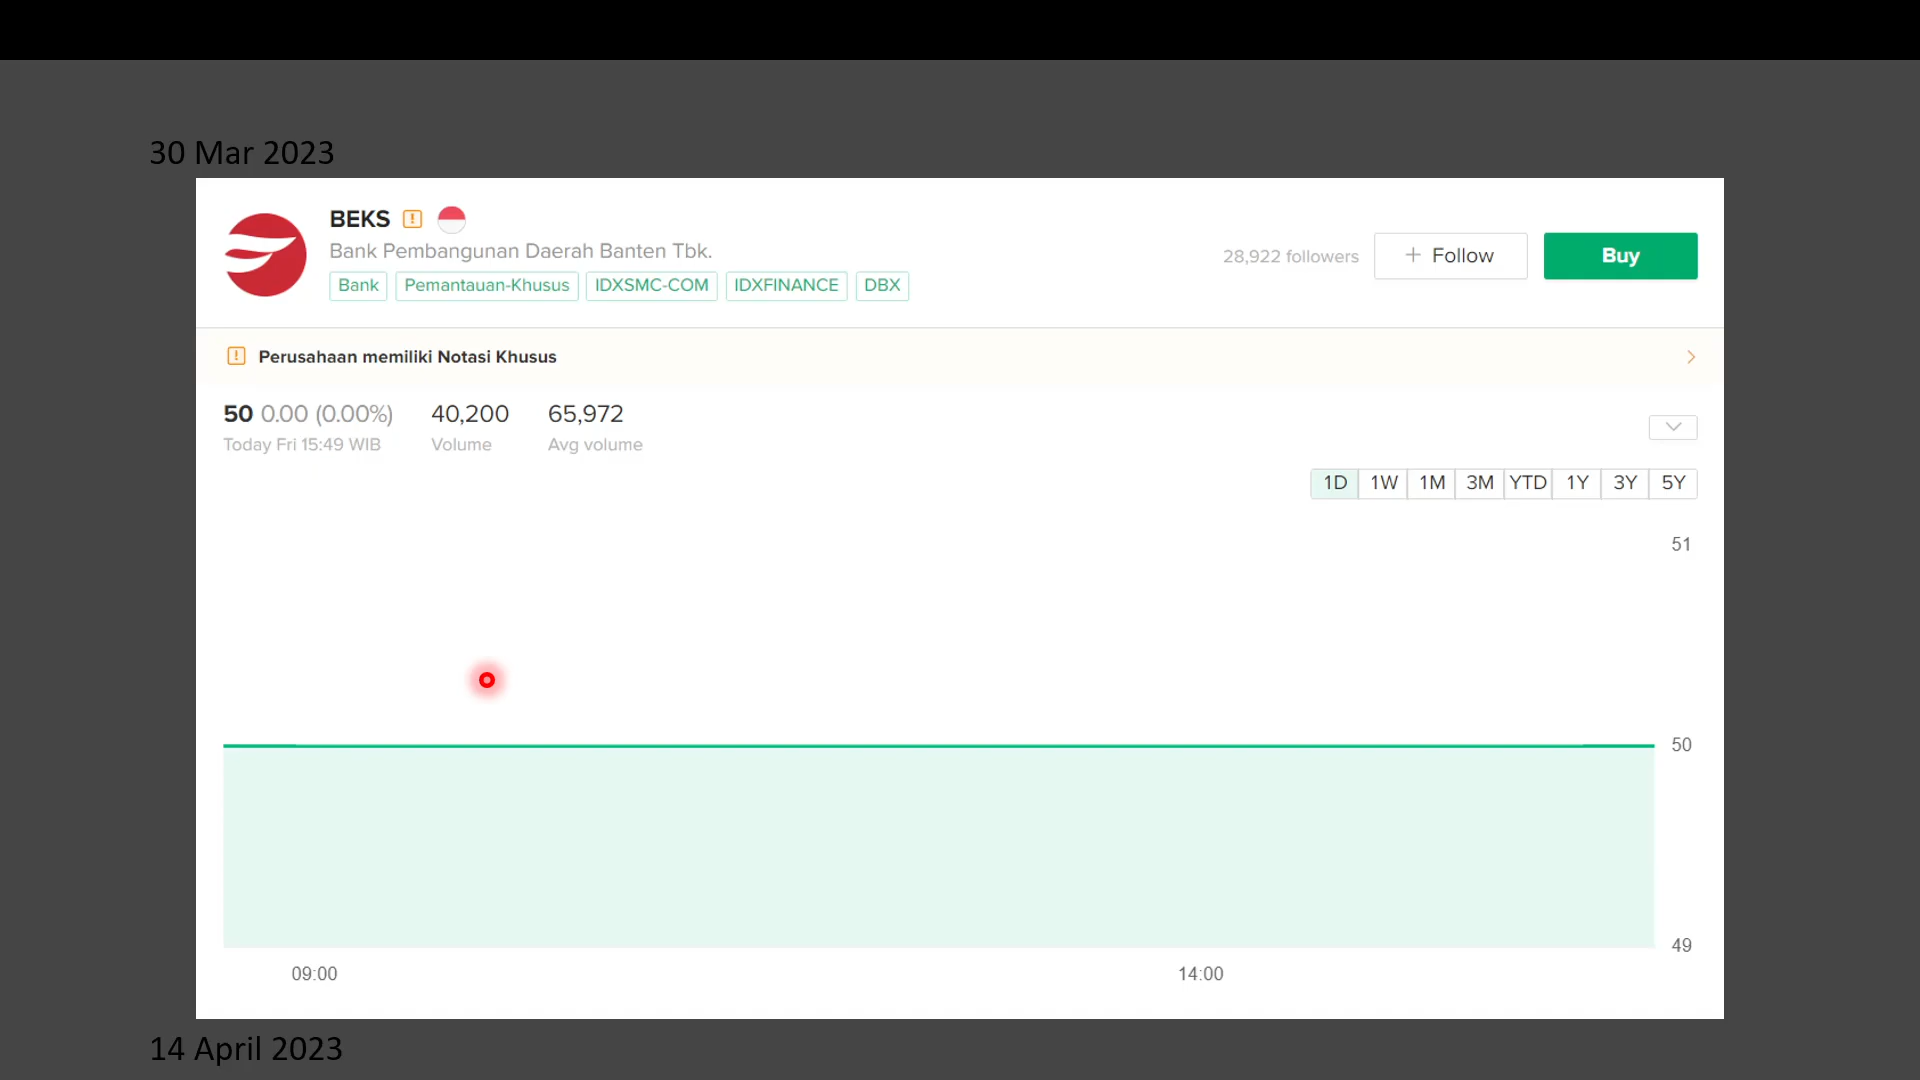 30 Mar 2023
BEKS
Bank Pembangunan Daerah Banten Tbk.
Bank Pemantauan-Khusus IDXSMC-COM IDXFINANCE DBX
28,922 followers + Follow Buy
Perusahaan memiliki Notasi Khusus
50 0.00 (0.00%) 40,200 65,972
Today Fri 15:49 WIB Volume Avg volume
1D 1W 1M 3M YTD 1Y 3Y 5Y
51
50
49
09:00 14:00
14 April 2023